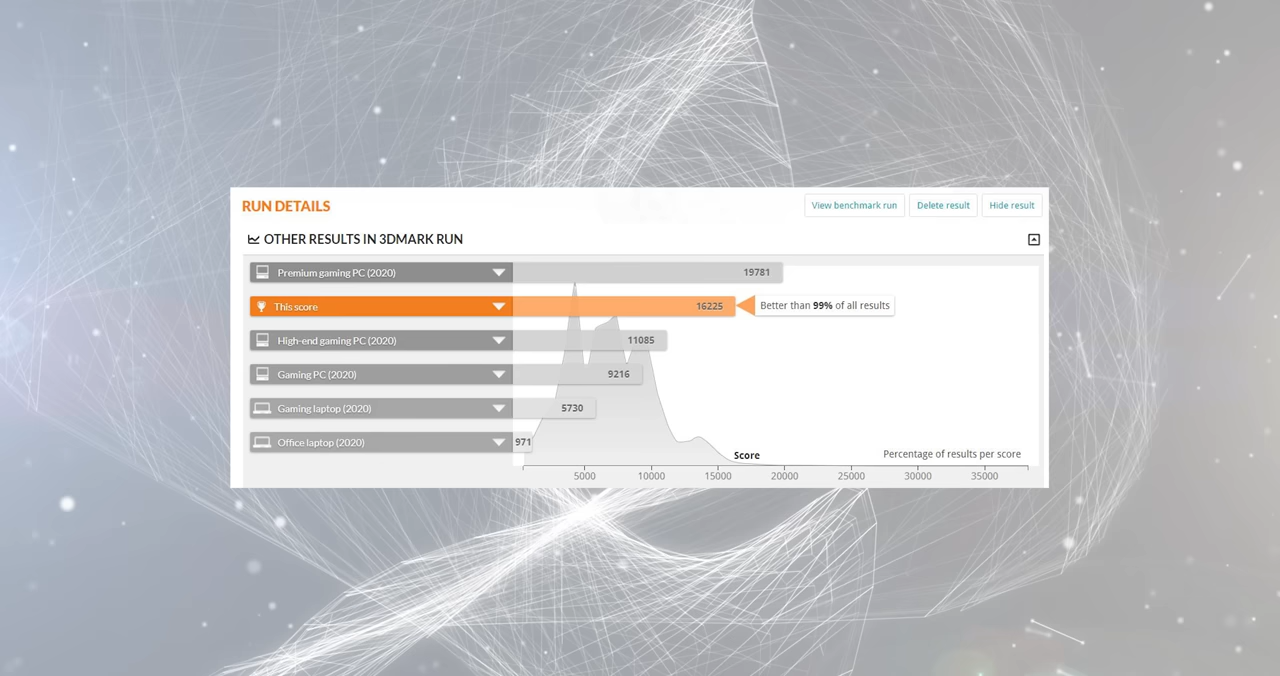 RUN DETAILS
View benchmark run
Delete result
Hide result
OTHER RESULTS IN 3DMARK RUN
Premium gaming PC (2020)
19781
This score
16225
Better than 99% of all results
High-end gaming PC (2020)
11085
Gaming PC (2020)
9216
Gaming laptop (2020)
5730
Office laptop (2020)
971
Score
Percentage of results per score
5000 10000 15000 20000 25000 30000 35000